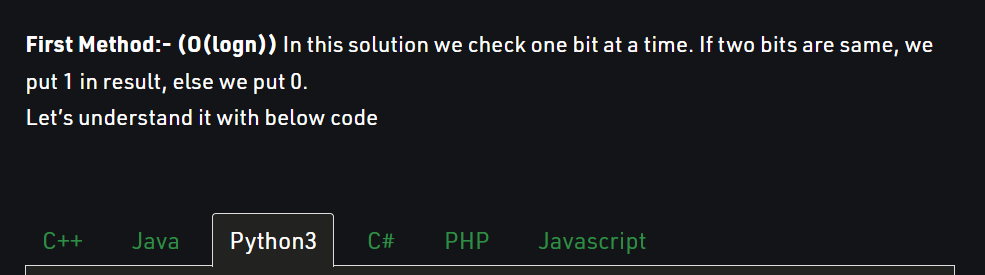 First Method:- (O(logn)) In this solution we check one bit at a time. If two bits are same, we
put 1 in result, else we put 0.
Let’s understand it with below code
C++ Java Python3 C# PHP Javascript